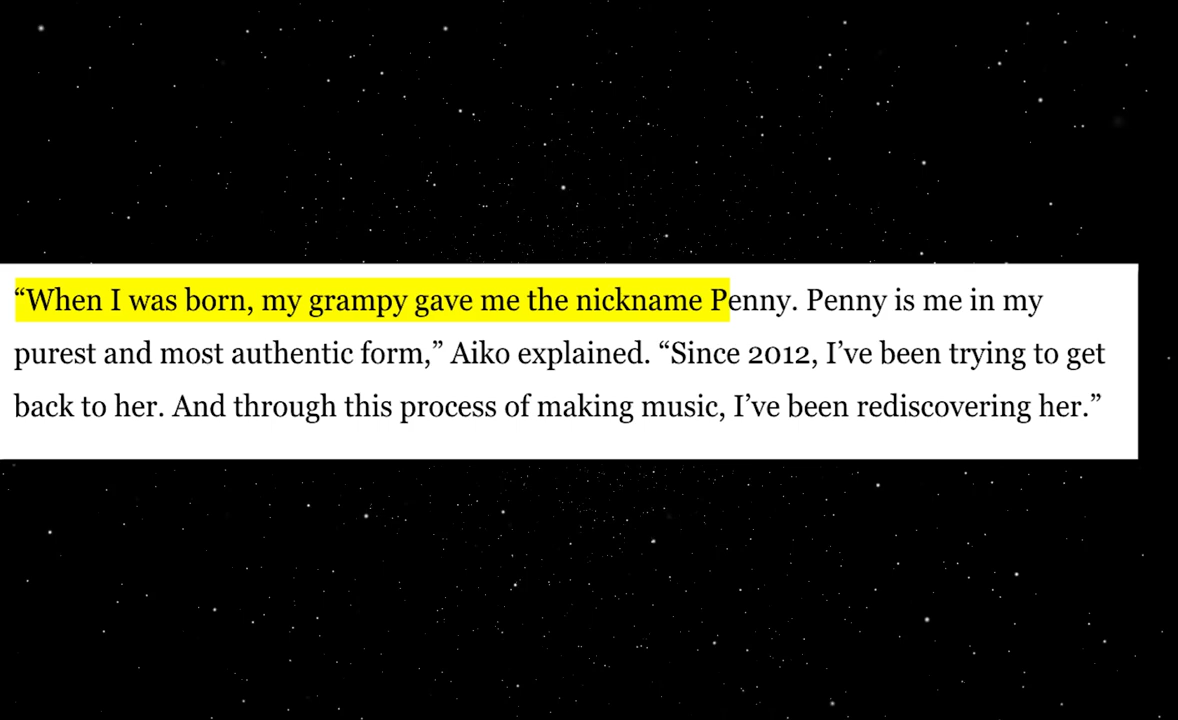 “When I was born, my grampy gave me the nickname Penny. Penny is me in my
purest and most authentic form,” Aiko explained. “Since 2012, I’ve been trying to get
back to her. And through this process of making music, I’ve been rediscovering her.”